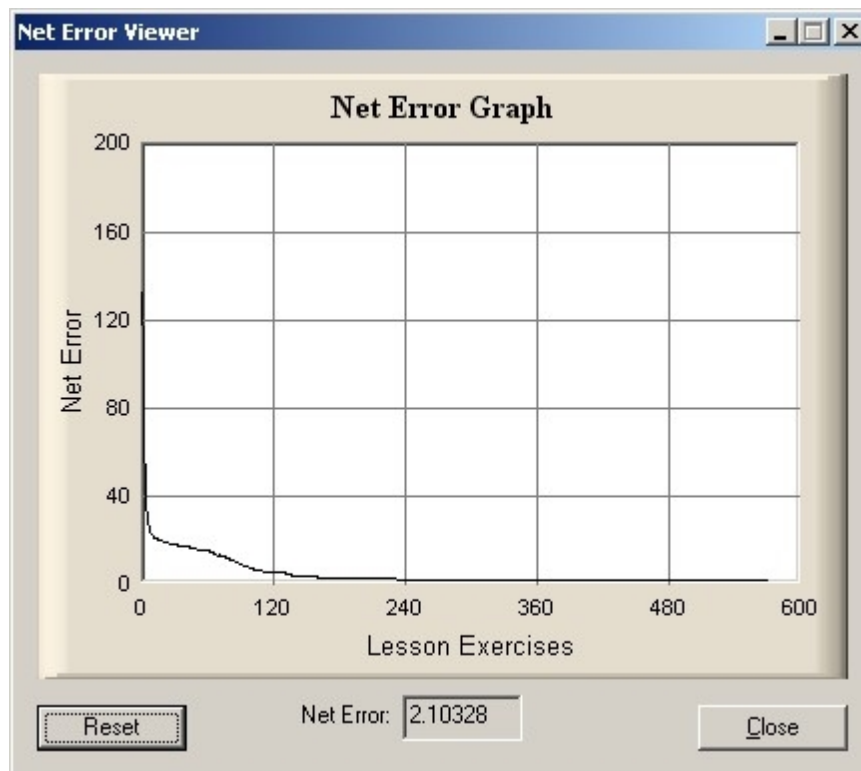 Net Error Viewer
Net Error Graph
200
160
120
80
40
0
Net Error
0 120 240 360 480 600
Lesson Exercises
Reset
Net Error: 2.10328
Close